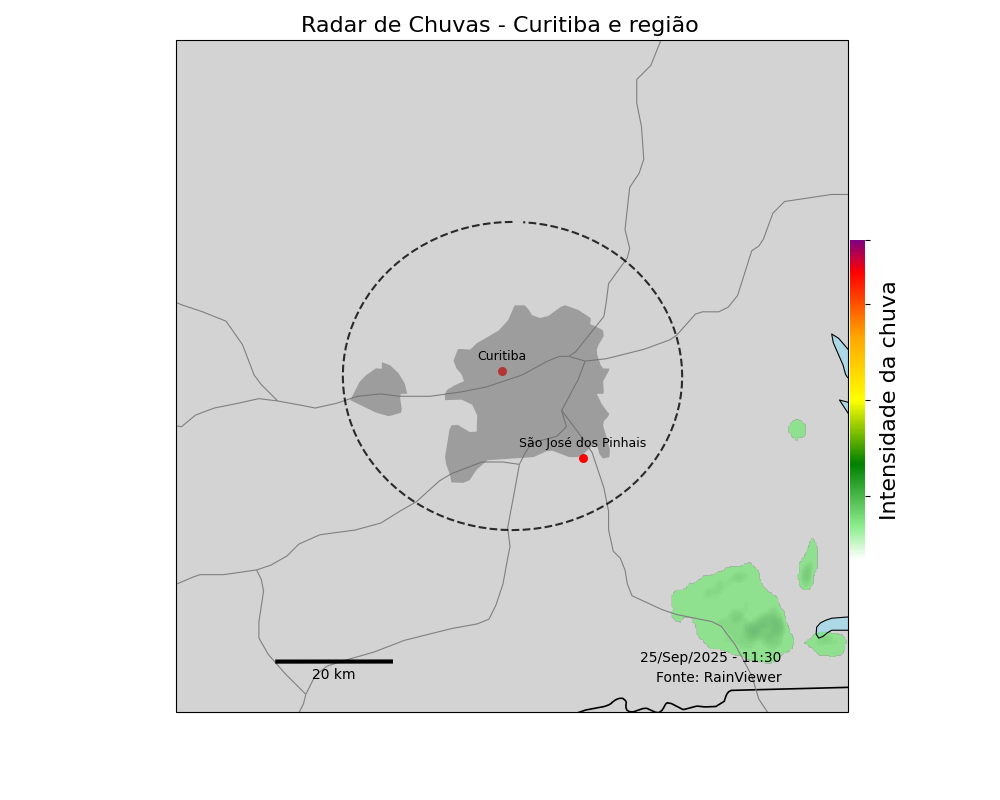 Radar de Chuvas - Curitiba e região
Curitiba
São José dos Pinhais
Intensidade da chuva
25/Sep/2025 - 11:30
Fonte: RainViewer
20 km